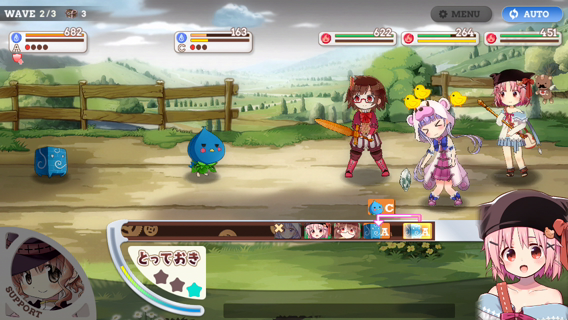 WAVE 2/3 3
MENU
AUTO
682
A
163
C
622
264
451
C
A
A
とっておき
SUPPORT